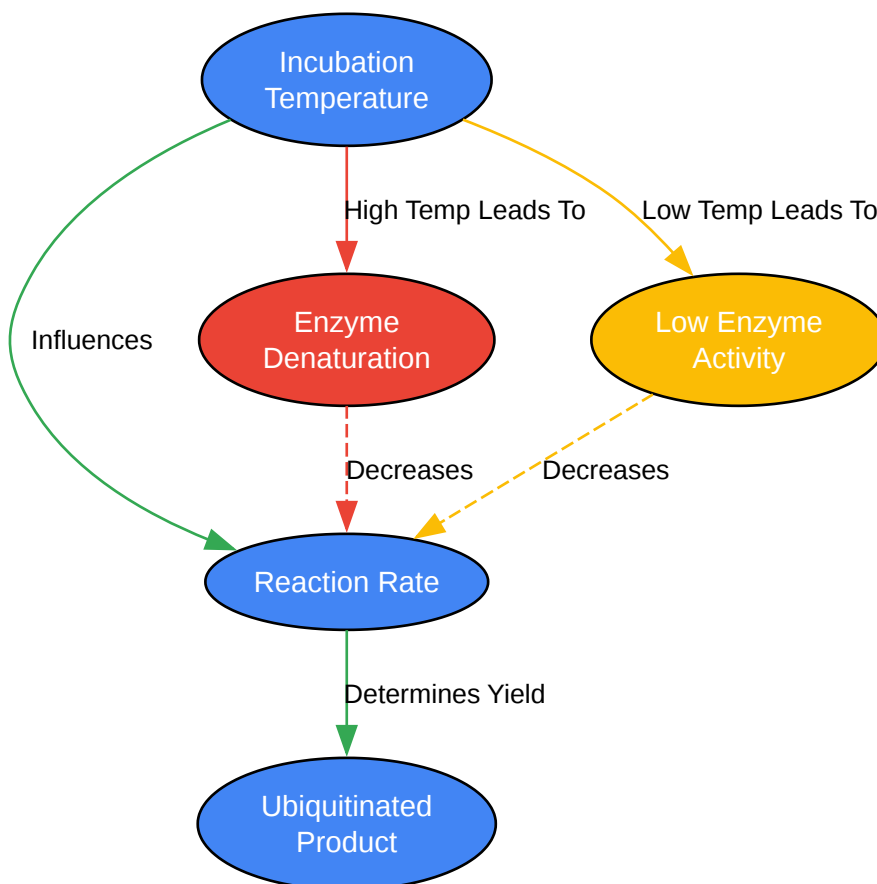 Incubation
Temperature
High Temp Leads To
Low Temp Leads To
Influences
Enzyme
Denaturation
Low Enzyme
Activity
Decreases
Decreases
Reaction Rate
Determines Yield
Ubiquitinated
Product